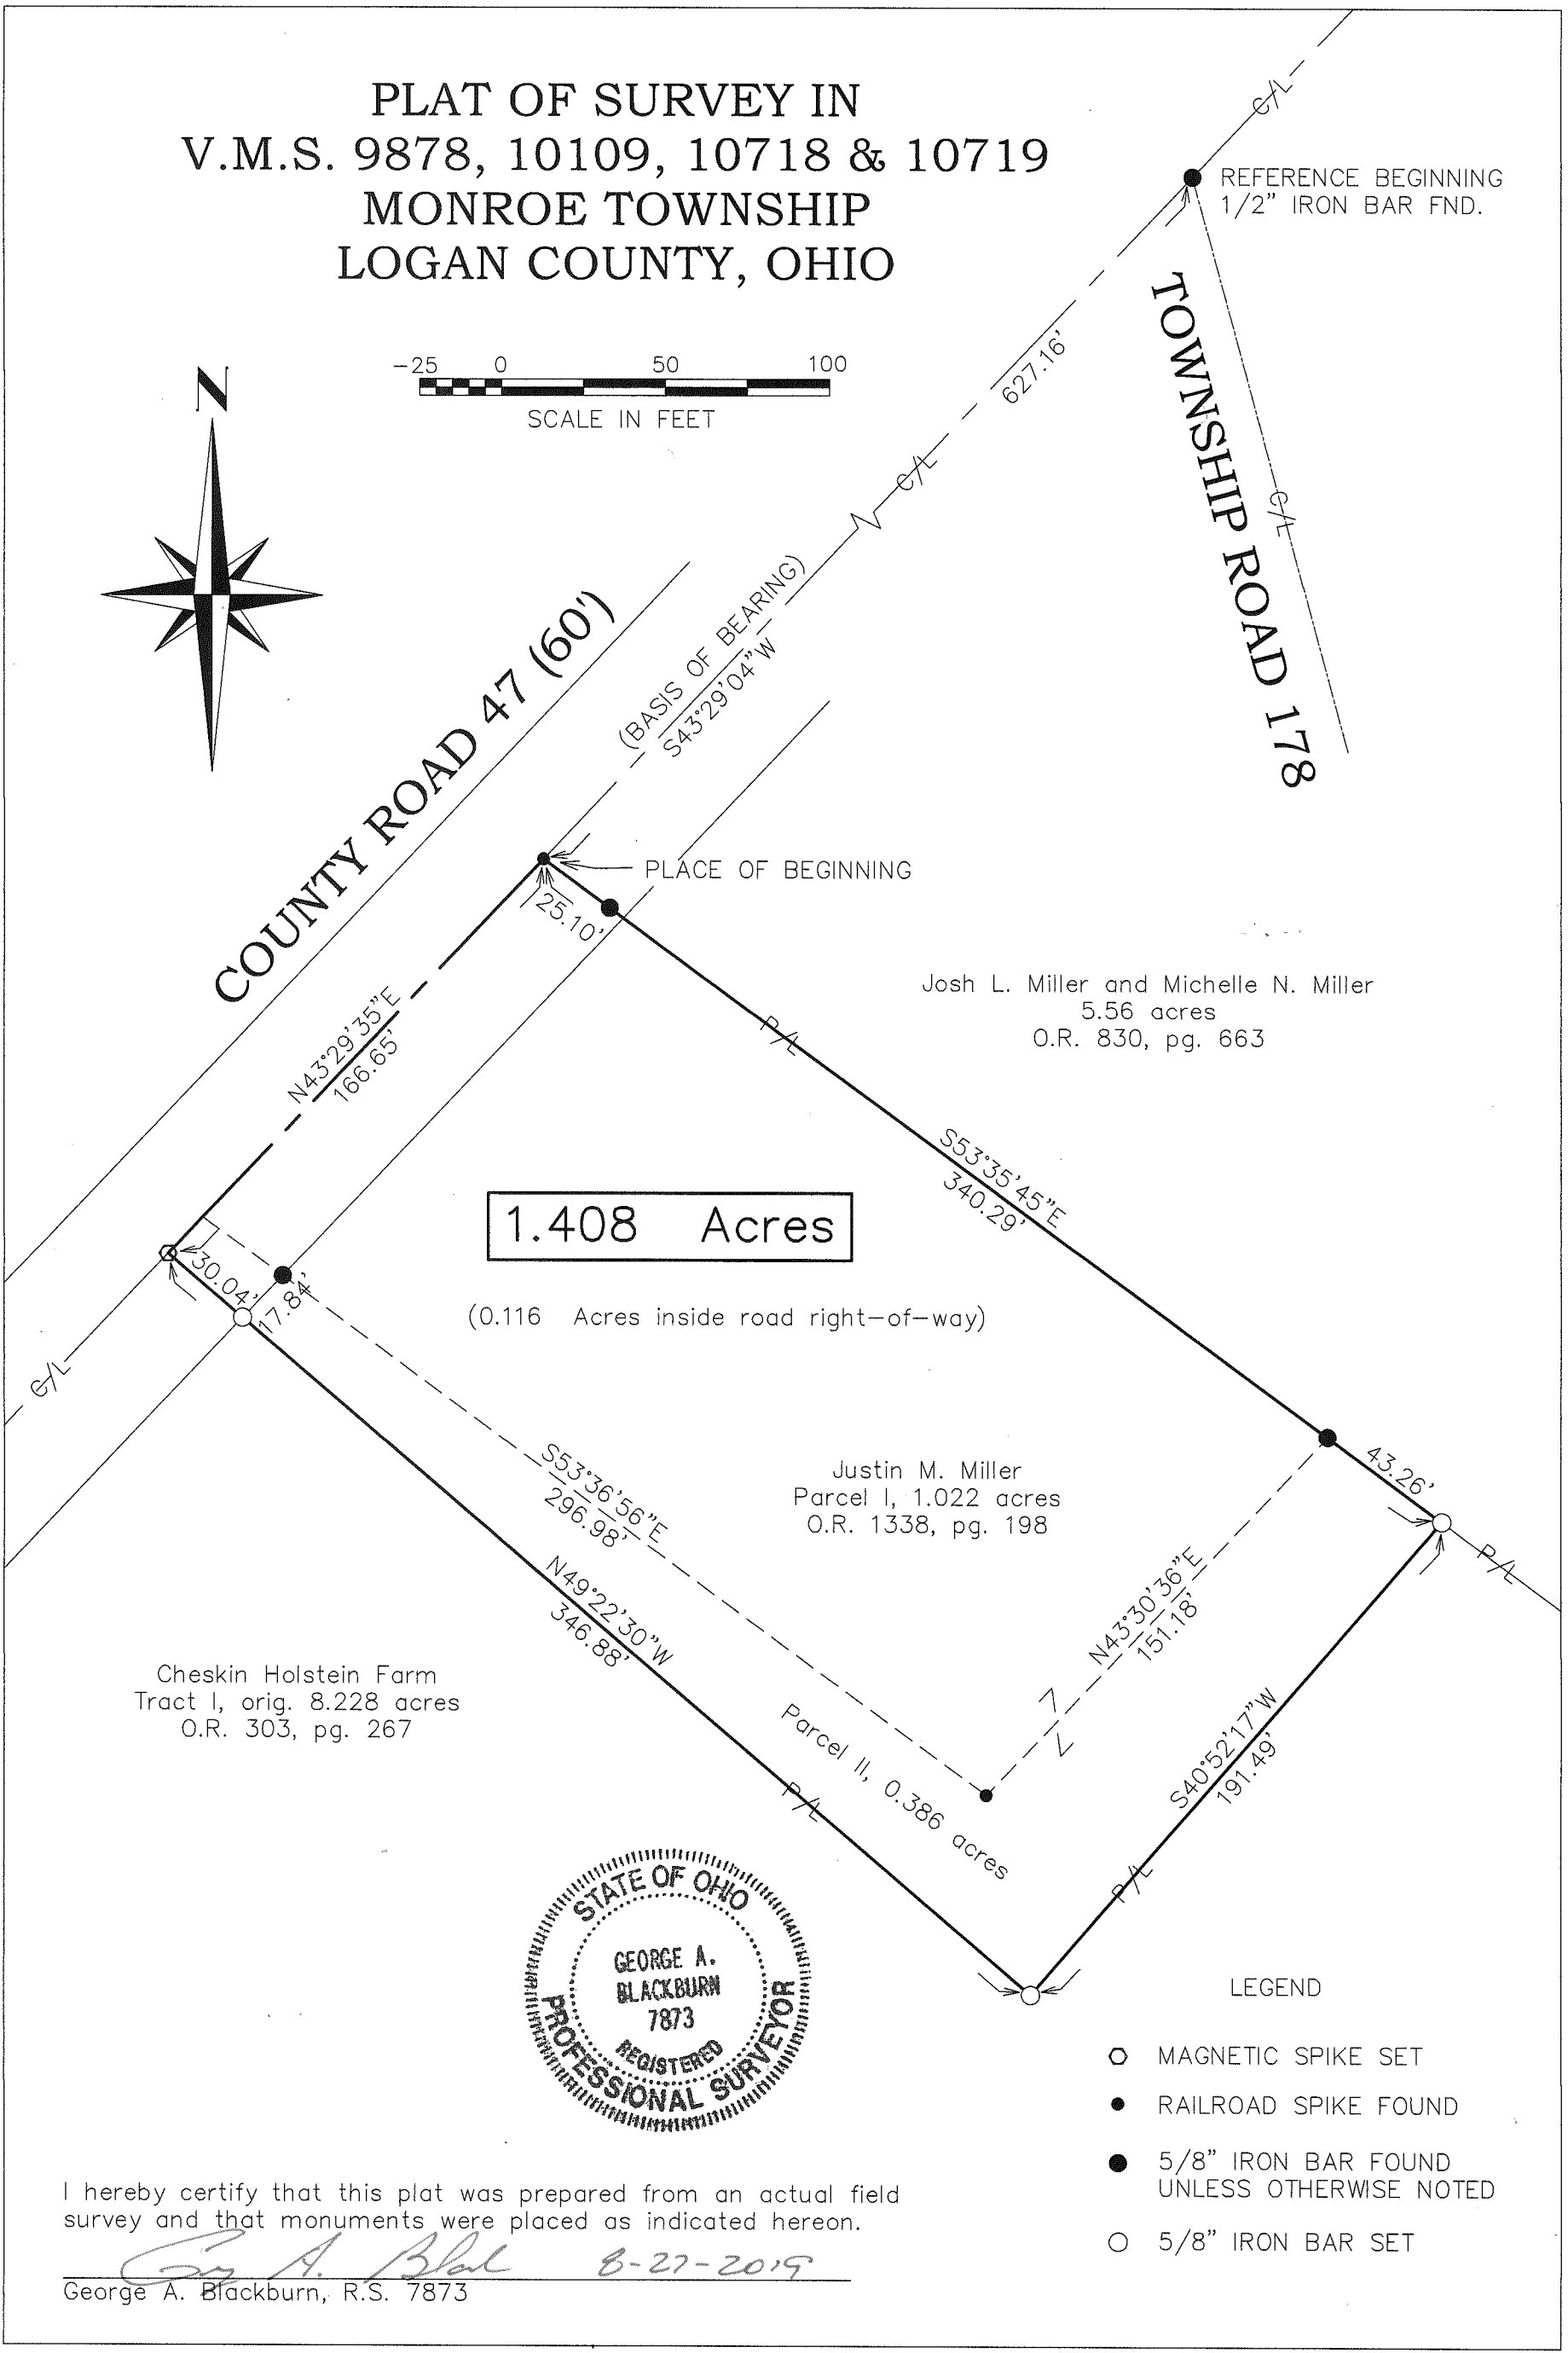 PLAT OF SURVEY IN
V.M.S. 9878, 10109, 10718 & 10719
MONROE TOWNSHIP
LOGAN COUNTY, OHIO
C/L
REFERENCE BEGINNING
1/2" IRON BAR FND.
N
-25 0 50 100
SCALE IN FEET
627.16'
TOWNSHIP ROAD 178
C/L
C/L
COUNTY ROAD 47 (60')
(BASIS OF BEARING)
S43°29'04"W
PLACE OF BEGINNING
25.10'
Josh L. Miller and Michelle N. Miller
5.56 acres
O.R. 830, pg. 663
P/L
N43°29'35"E
166.65'
S53°35'45"E
340.29'
1.408 Acres
(0.116 Acres inside road right-of-way)
30.04'
17.84'
C/L
S53°36'56"E
296.98'
Justin M. Miller
Parcel I, 1.022 acres
O.R. 1338, pg. 198
43.26'
P/L
N43°30'36"E
151.18'
N49°22'30"W
346.88'
Cheskin Holstein Farm
Tract I, orig. 8.228 acres
O.R. 303, pg. 267
Parcel II, 0.386 acres
S40°52'17"W
191.49'
P/L
P/L
STATE OF OHIO
GEORGE A.
BLACKBURN
7873
REGISTERED
PROFESSIONAL SURVEYOR
LEGEND
MAGNETIC SPIKE SET
RAILROAD SPIKE FOUND
5/8" IRON BAR FOUND
UNLESS OTHERWISE NOTED
5/8" IRON BAR SET
I hereby certify that this plat was prepared from an actual field
survey and that monuments were placed as indicated hereon.
8-27-2019
George A. Blackburn, R.S. 7873